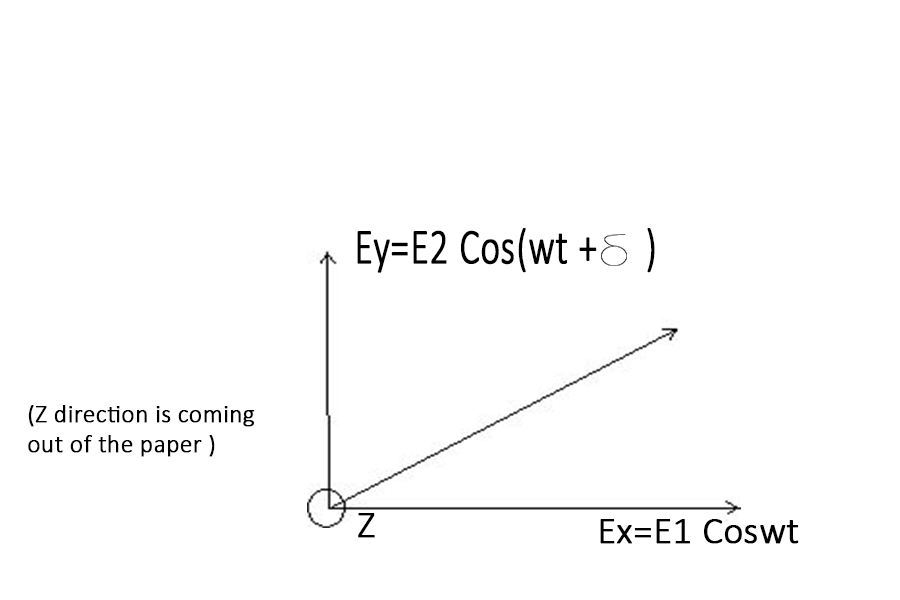 Ey=E2 Cos(wt +δ )
(Z direction is coming
out of the paper )
Z
Ex=E1 Coswt